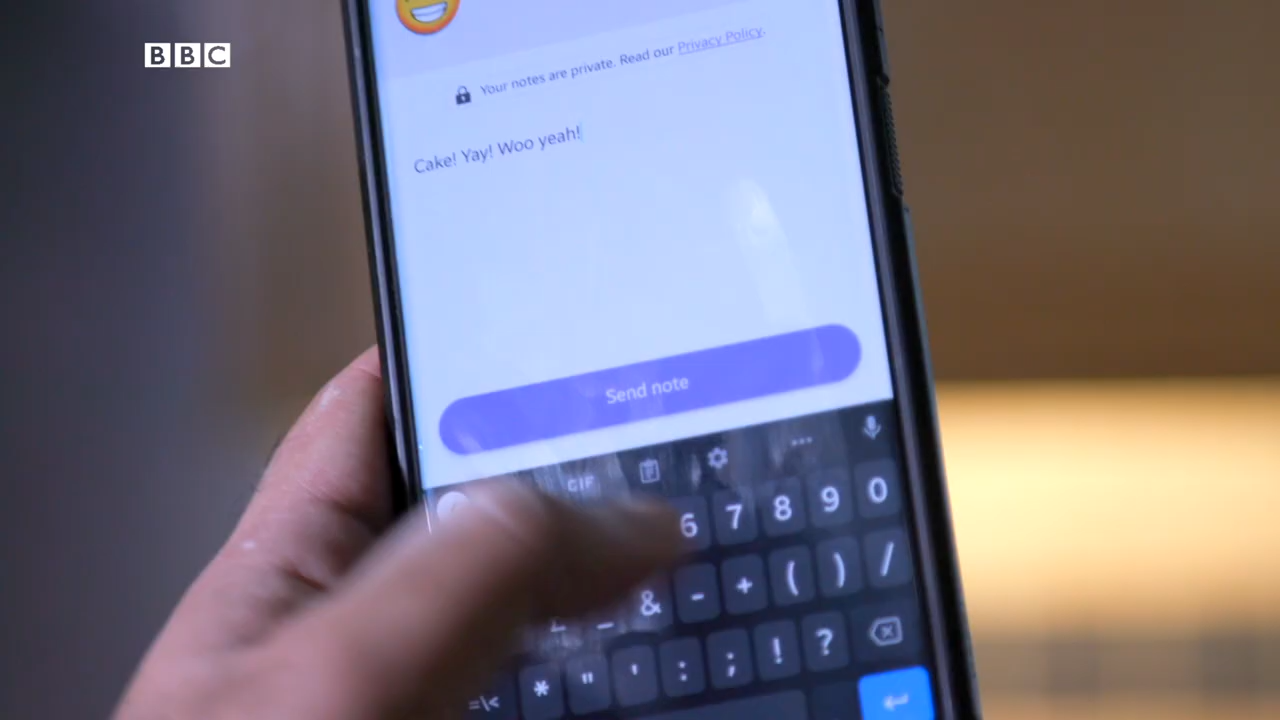 BBC
Your notes are private. Read our Privacy Policy.
Cake! Yay! Woo yeah!
Send note
GIF
6 7 8 9 0
& - + ( ) /
=\< * " ' : ; ! ?